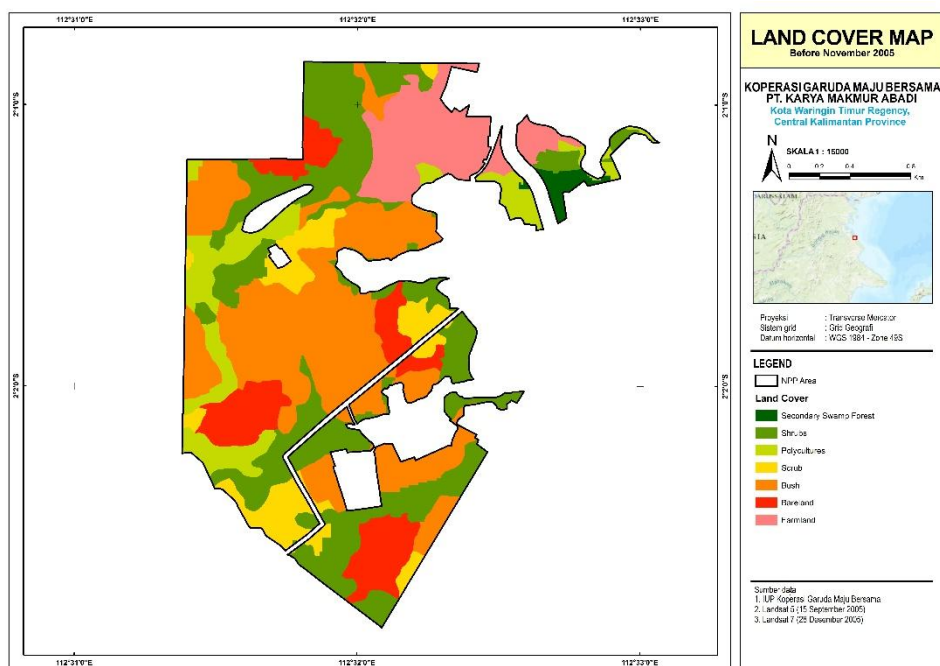 112°31'0"E
112°32'0"E
112°33'0"E
2°1'0"S
2°1'0"S
2°2'0"S
2°2'0"S
112°31'0"E
112°32'0"E
112°33'0"E
LAND COVER MAP
Before November 2005
KOPERASI GARUDA MAJU BERSAMA
PT. KARYA MAKMUR ABADI
Kota Waringin Timur Regency,
Central Kalimantan Province
N
SKALA 1 : 15000
0 0.2 0.4 0.8
Km
Proyeksi : Transverse Mercator
Sistem grid : Grid Geografi
Datum horizontal : WGS 1984 - Zone 49S
LEGEND
NPP Area
Land Cover
Secondary Swamp Forest
Shrubs
Polycultures
Scrub
Bush
Bareland
Farmland
Sumber data
1. IUP Koperasi Garuda Maju Bersama
2. Landsat 5 (15 September 2005)
3. Landsat 7 (28 Desember 2005)